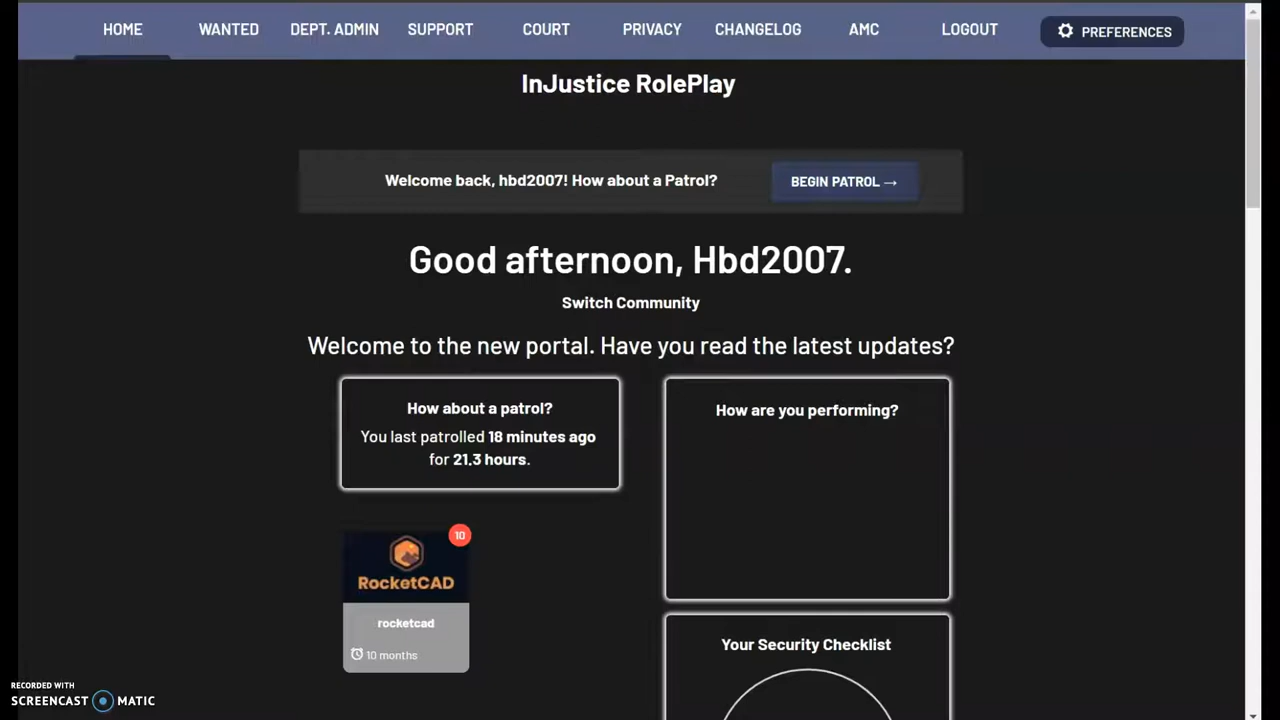 HOME WANTED DEPT. ADMIN SUPPORT COURT PRIVACY CHANGELOG AMC LOGOUT PREFERENCES
InJustice RolePlay
Welcome back, hbd2007! How about a Patrol? BEGIN PATROL →
Good afternoon, Hbd2007.
Switch Community
Welcome to the new portal. Have you read the latest updates?
How about a patrol?
You last patrolled 18 minutes ago
for 21.3 hours.
How are you performing?
10
RocketCAD
rocketcad
10 months
Your Security Checklist
RECORDED WITH
SCREENCAST MATIC